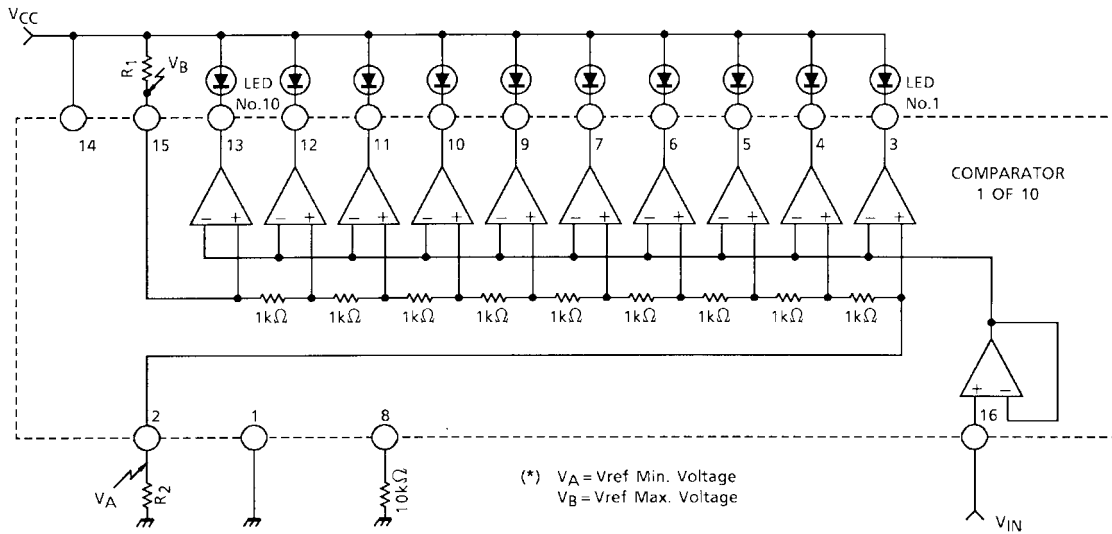 VCC
R1
VB
LED
No.10
LED
No.1
14
15
13
12
11
10
9
7
6
5
4
3
COMPARATOR
1 OF 10
− +
− +
− +
− +
− +
− +
− +
− +
− +
− +
1kΩ
1kΩ
1kΩ
1kΩ
1kΩ
1kΩ
1kΩ
1kΩ
1kΩ
+ −
2
1
8
16
VA
R2
10kΩ
(*) VA = Vref Min. Voltage
VB = Vref Max. Voltage
VIN